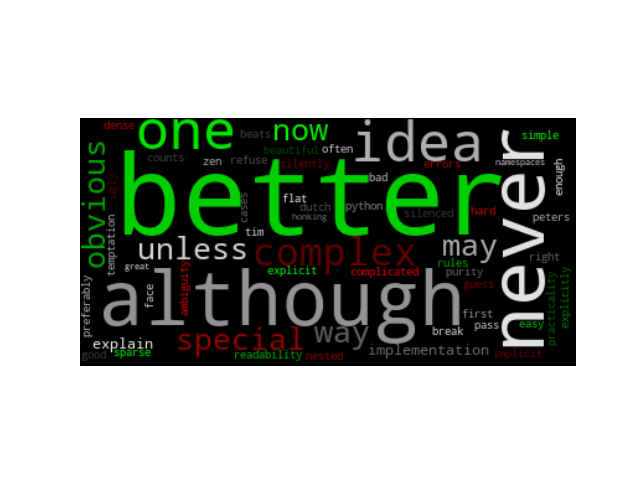 dense
one
beats
now
idea
simple
counts
zen
refuse
beautiful
silently
often
errors
namespaces
obvious
ugly
better
bad
never
enough
cases
flat
dutch
honking
python
silenced
hard
peters
temptation
tim
unless
complex
may
right
great
explicit
complicated
rules
purity
preferably
face
ambiguity
although
guess
practicality
explicitly
special
way
first
pass
break
easy
explain
good
sparse
readability
nested
implementation
implicit